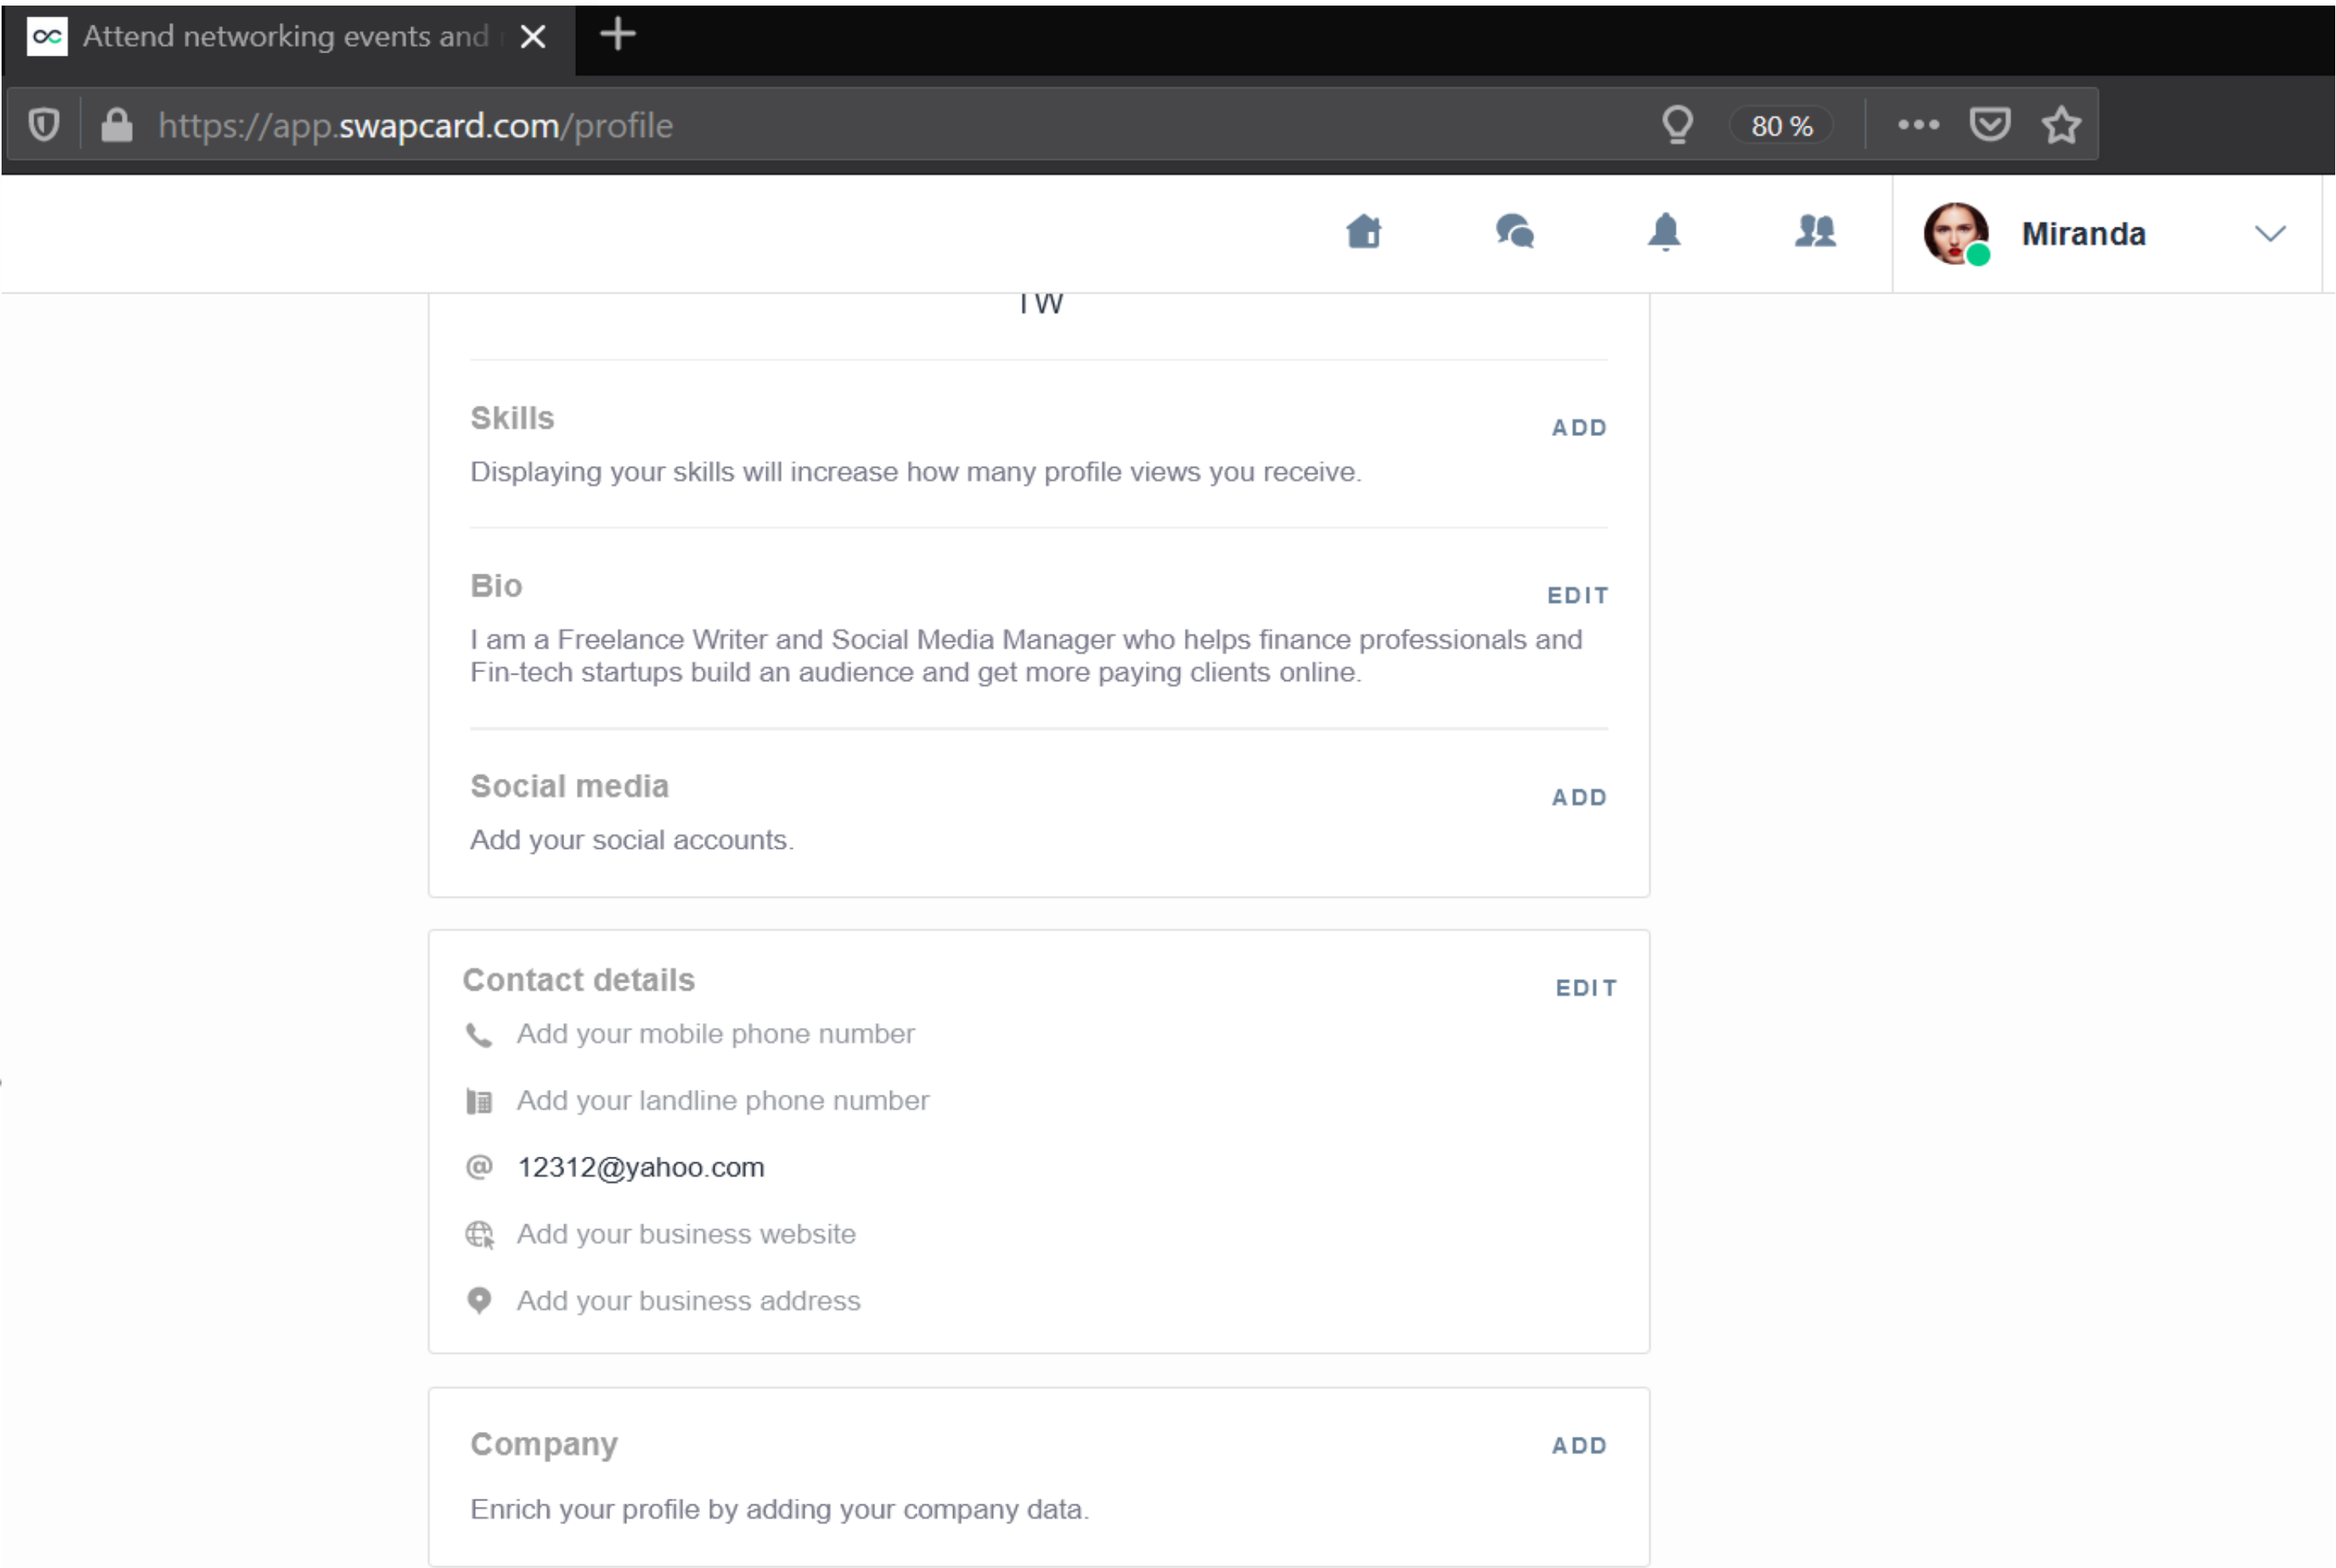 Attend networking events and
https://app.swapcard.com/profile
80 %
Miranda
TW
Skills
ADD
Displaying your skills will increase how many profile views you receive.
Bio
EDIT
I am a Freelance Writer and Social Media Manager who helps finance professionals and
Fin-tech startups build an audience and get more paying clients online.
Social media
ADD
Add your social accounts.
Contact details
EDIT
Add your mobile phone number
Add your landline phone number
@ 12312@yahoo.com
Add your business website
Add your business address
Company
ADD
Enrich your profile by adding your company data.